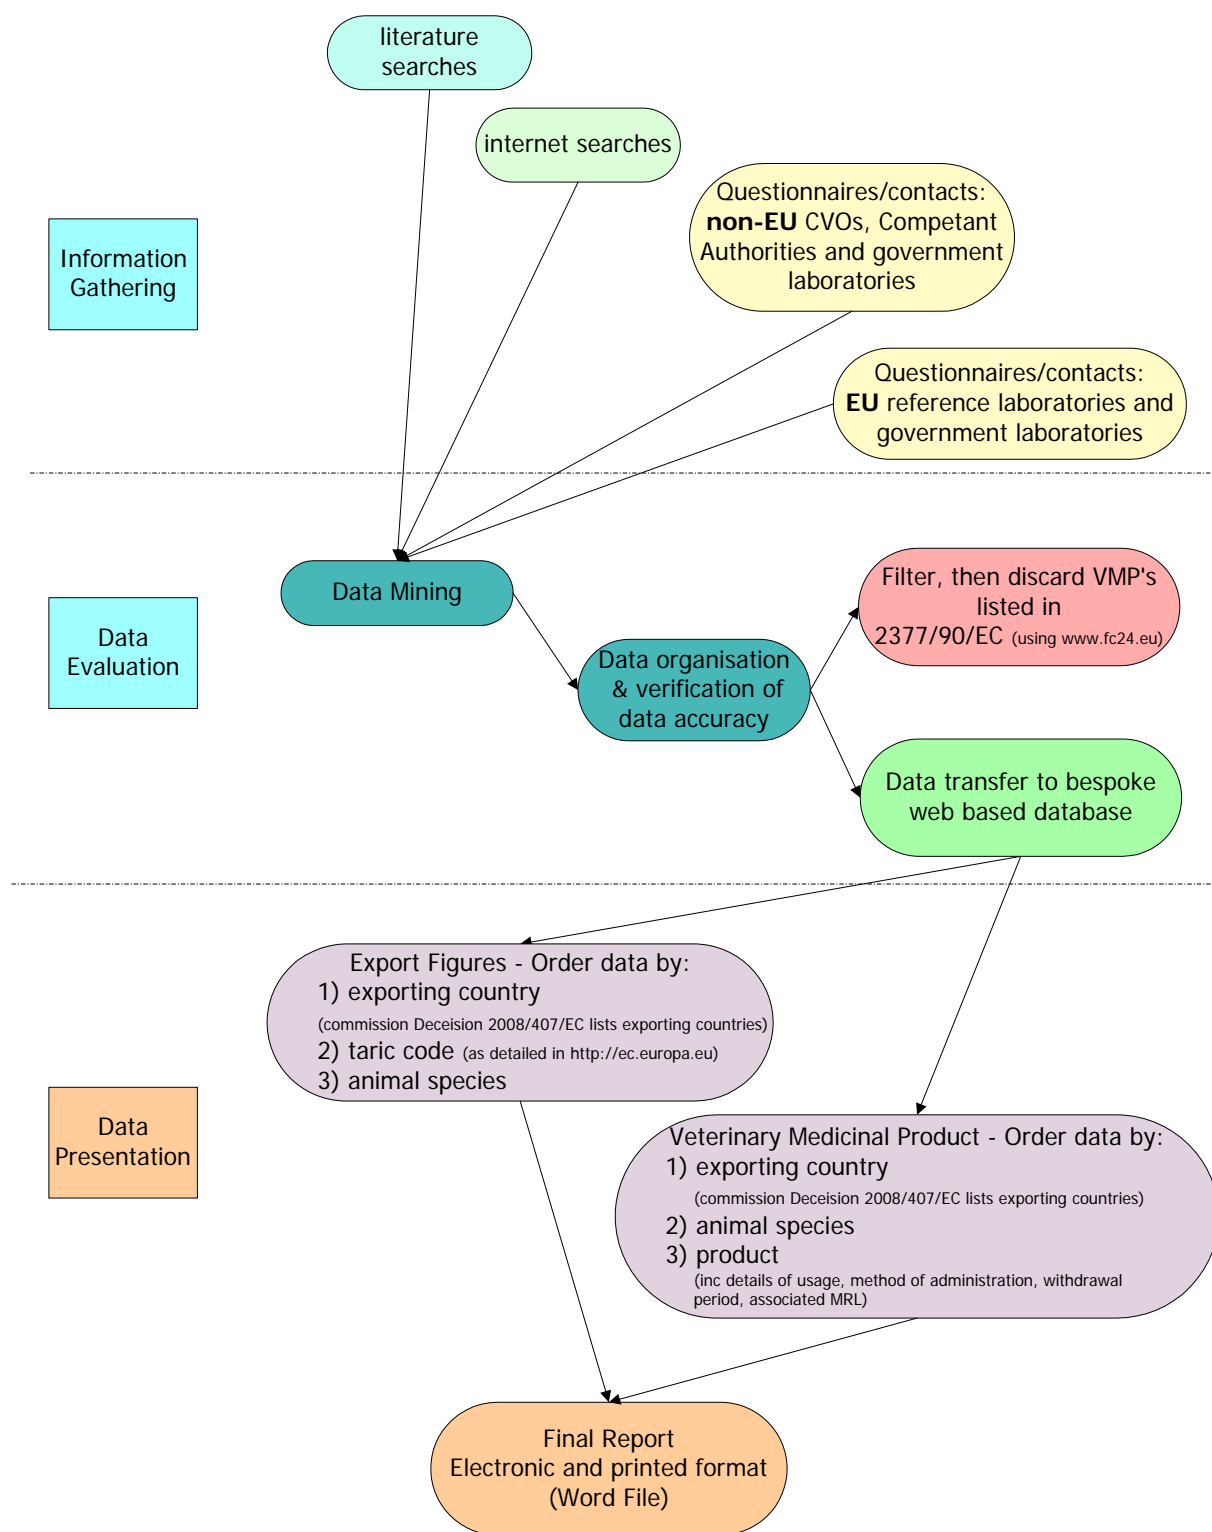 literature
searches
internet searches
Questionnaires/contacts:
non-EU CVOs, Competant
Authorities and government
laboratories
Information
Gathering
Questionnaires/contacts:
EU reference laboratories and
government laboratories
Data Mining
Filter, then discard VMP's
listed in
2377/90/EC (using www.fc24.eu)
Data
Evaluation
Data organisation
& verification of
data accuracy
Data transfer to bespoke
web based database
Export Figures - Order data by:
1) exporting country
(commission Deceision 2008/407/EC lists exporting countries)
2) taric code (as detailed in http://ec.europa.eu)
3) animal species
Data
Presentation
Veterinary Medicinal Product - Order data by:
1) exporting country
(commission Deceision 2008/407/EC lists exporting countries)
2) animal species
3) product
(inc details of usage, method of administration, withdrawal
period, associated MRL)
Final Report
Electronic and printed format
(Word File)